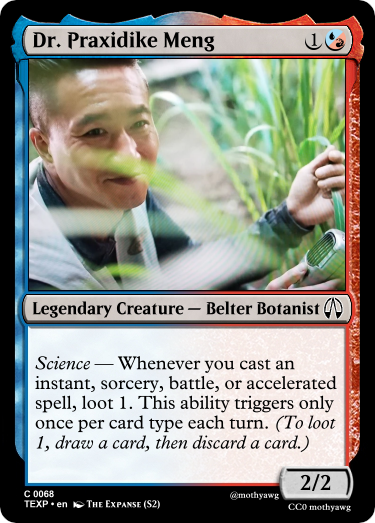 Dr. Praxidike Meng 1
Legendary Creature — Belter Botanist
Science — Whenever you cast an
instant, sorcery, battle, or accelerated
spell, loot 1. This ability triggers only
once per card type each turn. (To loot
1, draw a card, then discard a card.)
2/2
C 0068
TEXP • en The Expanse (S2)
@mothyawg
CC0 mothyawg